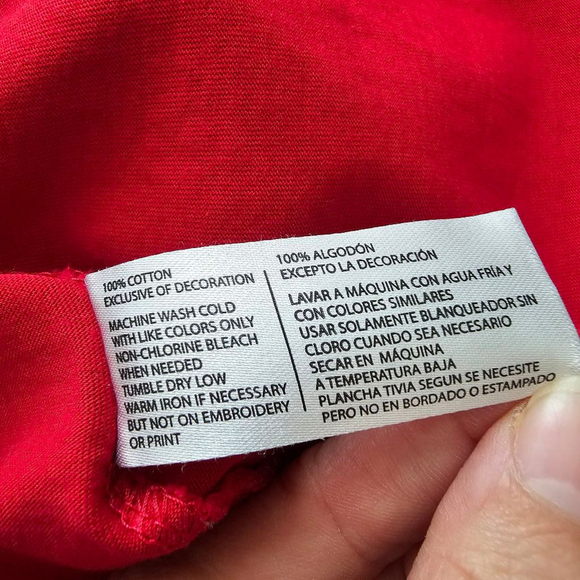 100% COTTON
EXCLUSIVE OF DECORATION
MACHINE WASH COLD
WITH LIKE COLORS ONLY
NON-CHLORINE BLEACH
WHEN NEEDED
TUMBLE DRY LOW
WARM IRON IF NECESSARY
BUT NOT ON EMBROIDERY
OR PRINT
100% ALGODÓN
EXCEPTO LA DECORACIÓN
LAVAR A MÁQUINA CON AGUA FRÍA Y
CON COLORES SIMILARES
USAR SOLAMENTE BLANQUEADOR SIN
CLORO CUANDO SEA NECESARIO
SECAR EN MÁQUINA
A TEMPERATURA BAJA
PLANCHA TIVIA SEGUN SE NECESITE
PERO NO EN BORDADO O ESTAMPADO